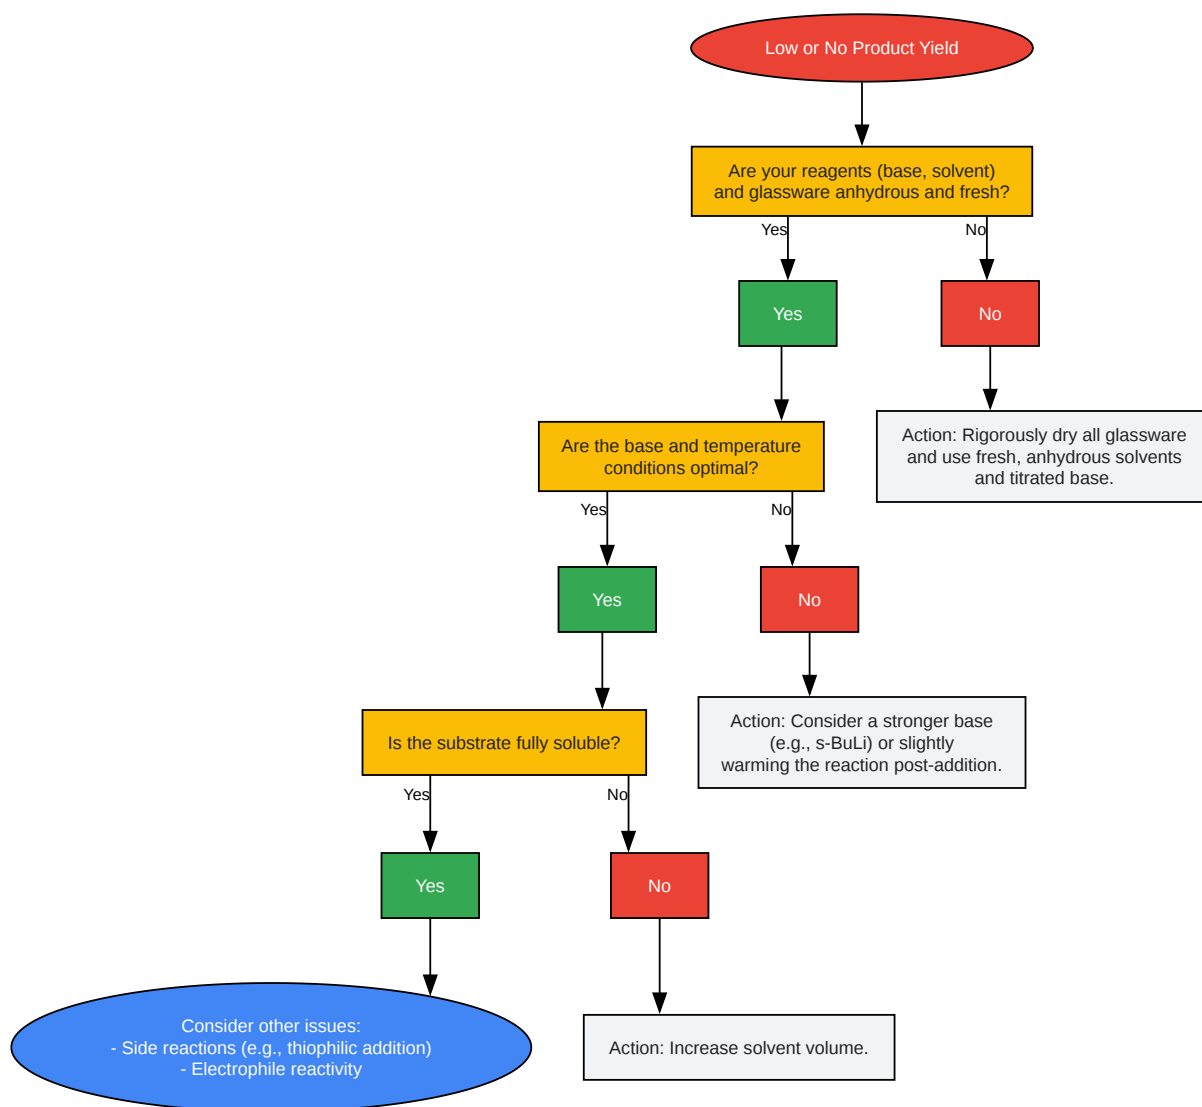 Low or No Product Yield
Are your reagents (base, solvent)
and glassware anhydrous and fresh?
Yes
No
Yes
No
Action: Rigorously dry all glassware
and use fresh, anhydrous solvents
and titrated base.
Are the base and temperature
conditions optimal?
Yes
No
Yes
No
Action: Consider a stronger base
(e.g., s-BuLi) or slightly
warming the reaction post-addition.
Is the substrate fully soluble?
Yes
No
Yes
No
Consider other issues:
- Side reactions (e.g., thiophilic addition)
- Electrophile reactivity
Action: Increase solvent volume.